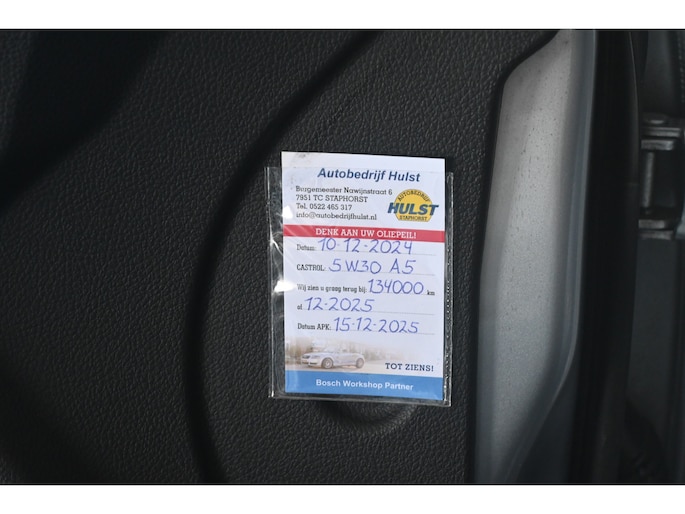 Autobedrijf Hulst
Burgemeester Nawijnstraat 6
7951 TC STAPHORST
Tel. 0522 465 317
info@autobedrijfhulst.nl
AUTOBEDRIJF
HULST
STAPHORST
DENK AAN UW OLIEPEIL!
Datum: 10-12-2024
CASTROL: 5W30 A5
Wij zien u graag terug bij: 134000 km
of 12-2025
Datum APK: 15-12-2025
TOT ZIENS!
Bosch Workshop Partner